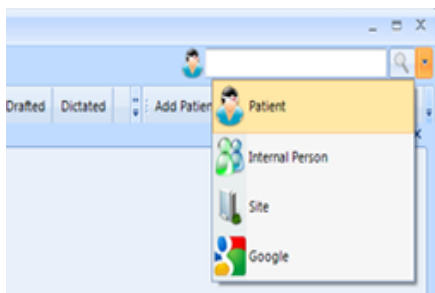 Drafted Dictated Add Patien Patient
Internal Person
Site
Google